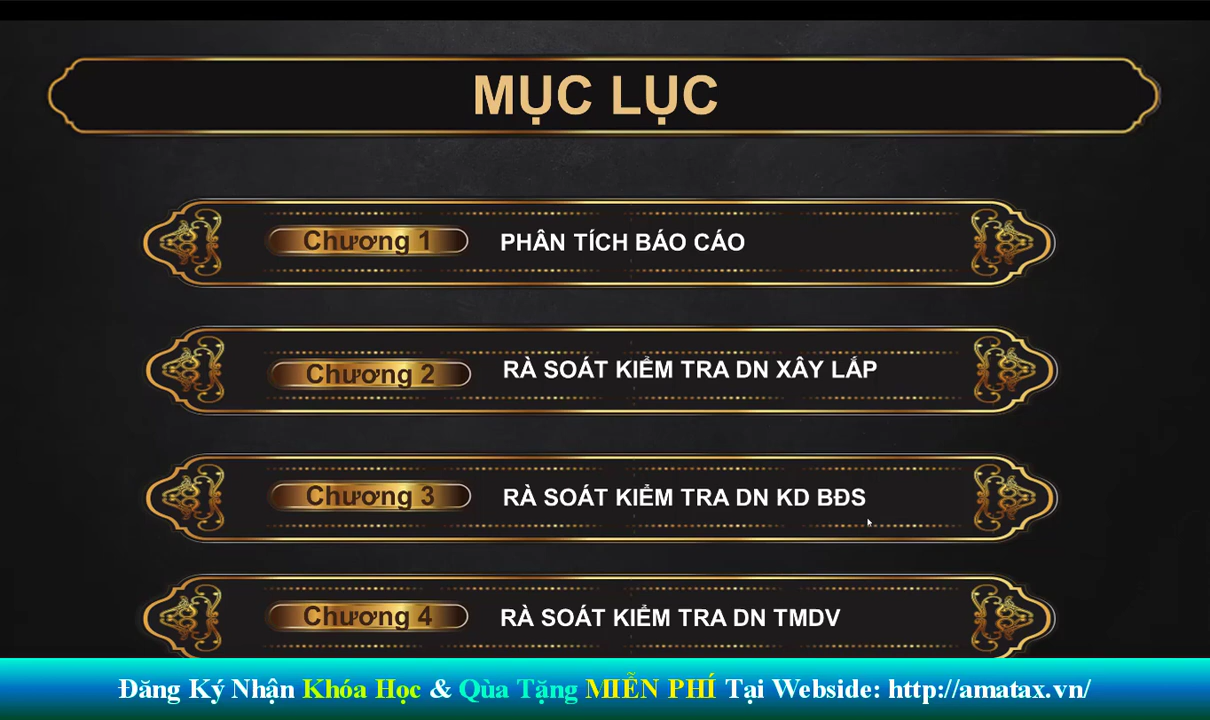 MỤC LỤC
Chương 1 PHÂN TÍCH BÁO CÁO
Chương 2 RÀ SOÁT KIỂM TRA DN XÂY LẮP
Chương 3 RÀ SOÁT KIỂM TRA DN KD BĐS
Chương 4 RÀ SOÁT KIỂM TRA DN TMDV
Đăng Ký Nhận Khóa Học & Qùa Tặng MIỄN PHÍ Tại Webside: http://amatax.vn/